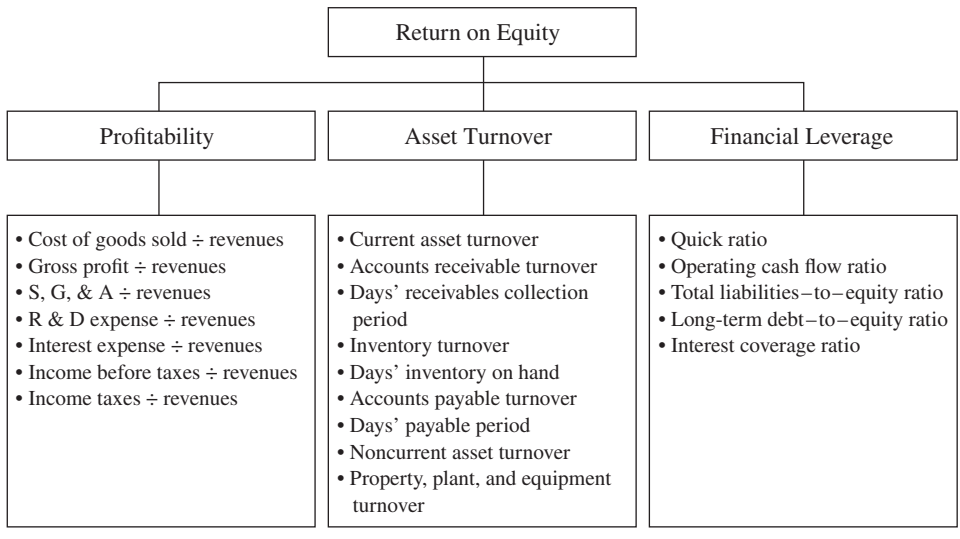 Return on Equity
Profitability
Asset Turnover
Financial Leverage
• Cost of goods sold ÷ revenues
• Gross profit ÷ revenues
• S, G, & A ÷ revenues
• R & D expense ÷ revenues
• Interest expense ÷ revenues
• Income before taxes ÷ revenues
• Income taxes ÷ revenues
• Current asset turnover
• Accounts receivable turnover
• Days’ receivables collection
period
• Inventory turnover
• Days’ inventory on hand
• Accounts payable turnover
• Days’ payable period
• Noncurrent asset turnover
• Property, plant, and equipment
turnover
• Quick ratio
• Operating cash flow ratio
• Total liabilities–to–equity ratio
• Long-term debt–to–equity ratio
• Interest coverage ratio